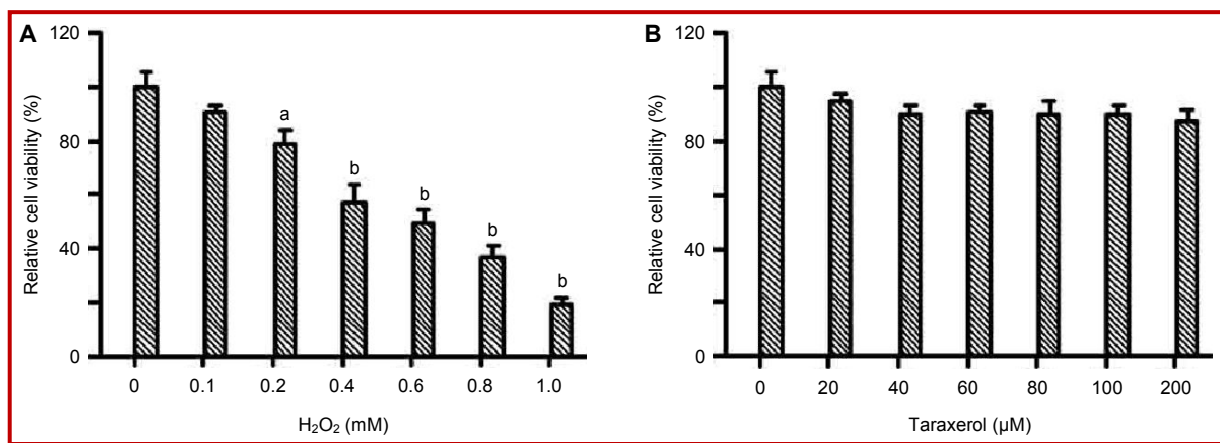 A
Relative cell viability (%)
120
80
40
0
a
b
b
b
b
0 0.1 0.2 0.4 0.6 0.8 1.0
H₂O₂ (mM)
B
Relative cell viability (%)
120
80
40
0
0 20 40 60 80 100 200
Taraxerol (µM)